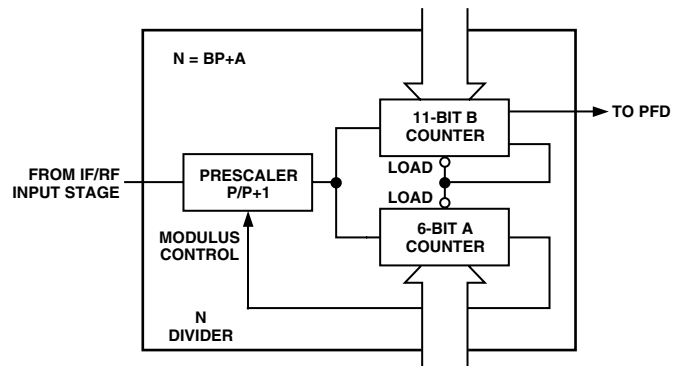 N = BP+A
11-BIT B
COUNTER
TO PFD
FROM IF/RF
INPUT STAGE
PRESCALER
P/P+1
LOAD
LOAD
MODULUS
CONTROL
6-BIT A
COUNTER
N
DIVIDER